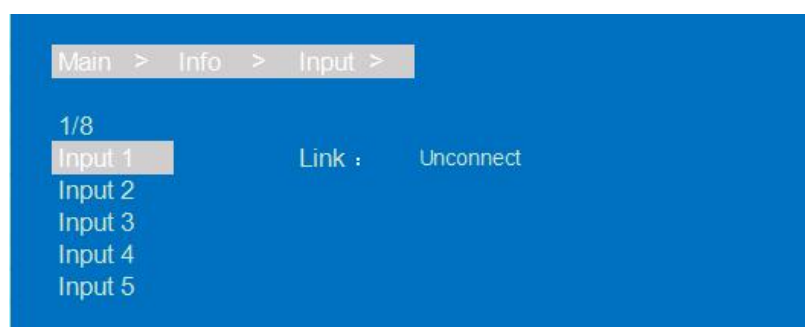 Main > Info > Input >
1/8
Input 1 Link： Unconnect
Input 2
Input 3
Input 4
Input 5